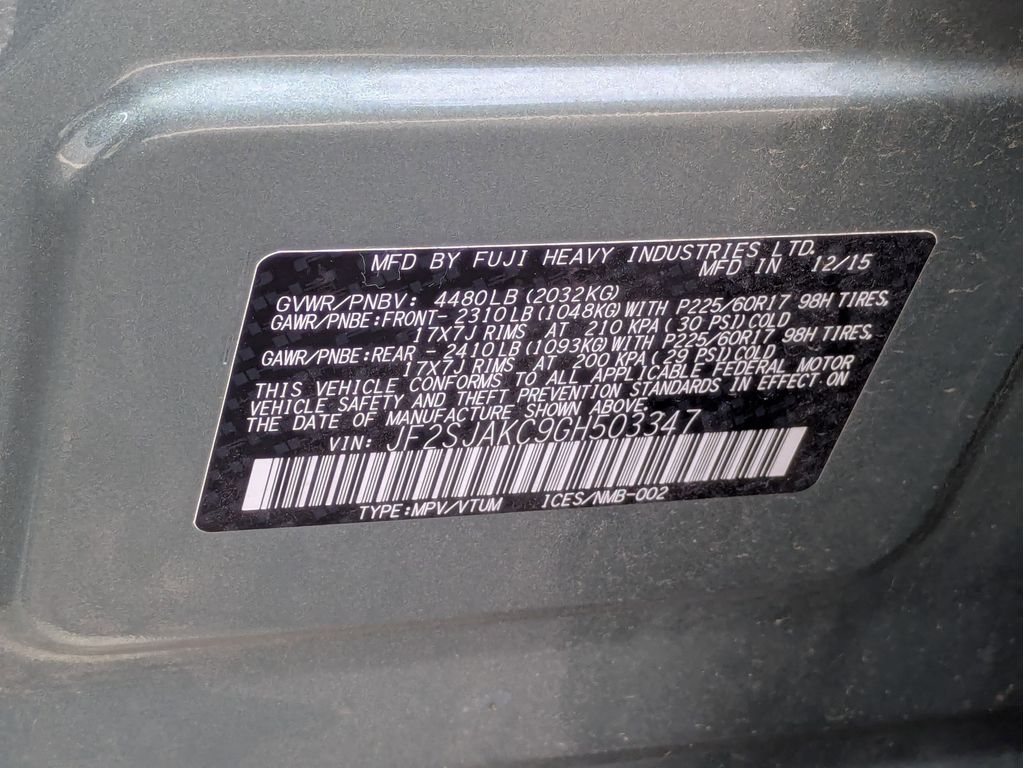 MFD BY FUJI HEAVY INDUSTRIES LTD.
MFD IN 12/15
GVWR/PNBV: 4480LB(2032KG)
GAWR/PNBE:FRONT- 2310LB(1048KG)WITH P225/60R17 98H TIRES,
17X7J RIMS AT 210 KPA(30 PSI)COLD
GAWR/PNBE:REAR - 2410LB(1093KG)WITH P225/60R17 98H TIRES,
17X7J RIMS AT 200 KPA(29 PSI)COLD
THIS VEHICLE CONFORMS TO ALL APPLICABLE FEDERAL MOTOR
VEHICLE SAFETY AND THEFT PREVENTION STANDARDS IN EFFECT ON
THE DATE OF MANUFACTURE SHOWN ABOVE.
VIN: JF2SJAKC9GH503347
TYPE:MPV/VTUM ICES/NMB-002